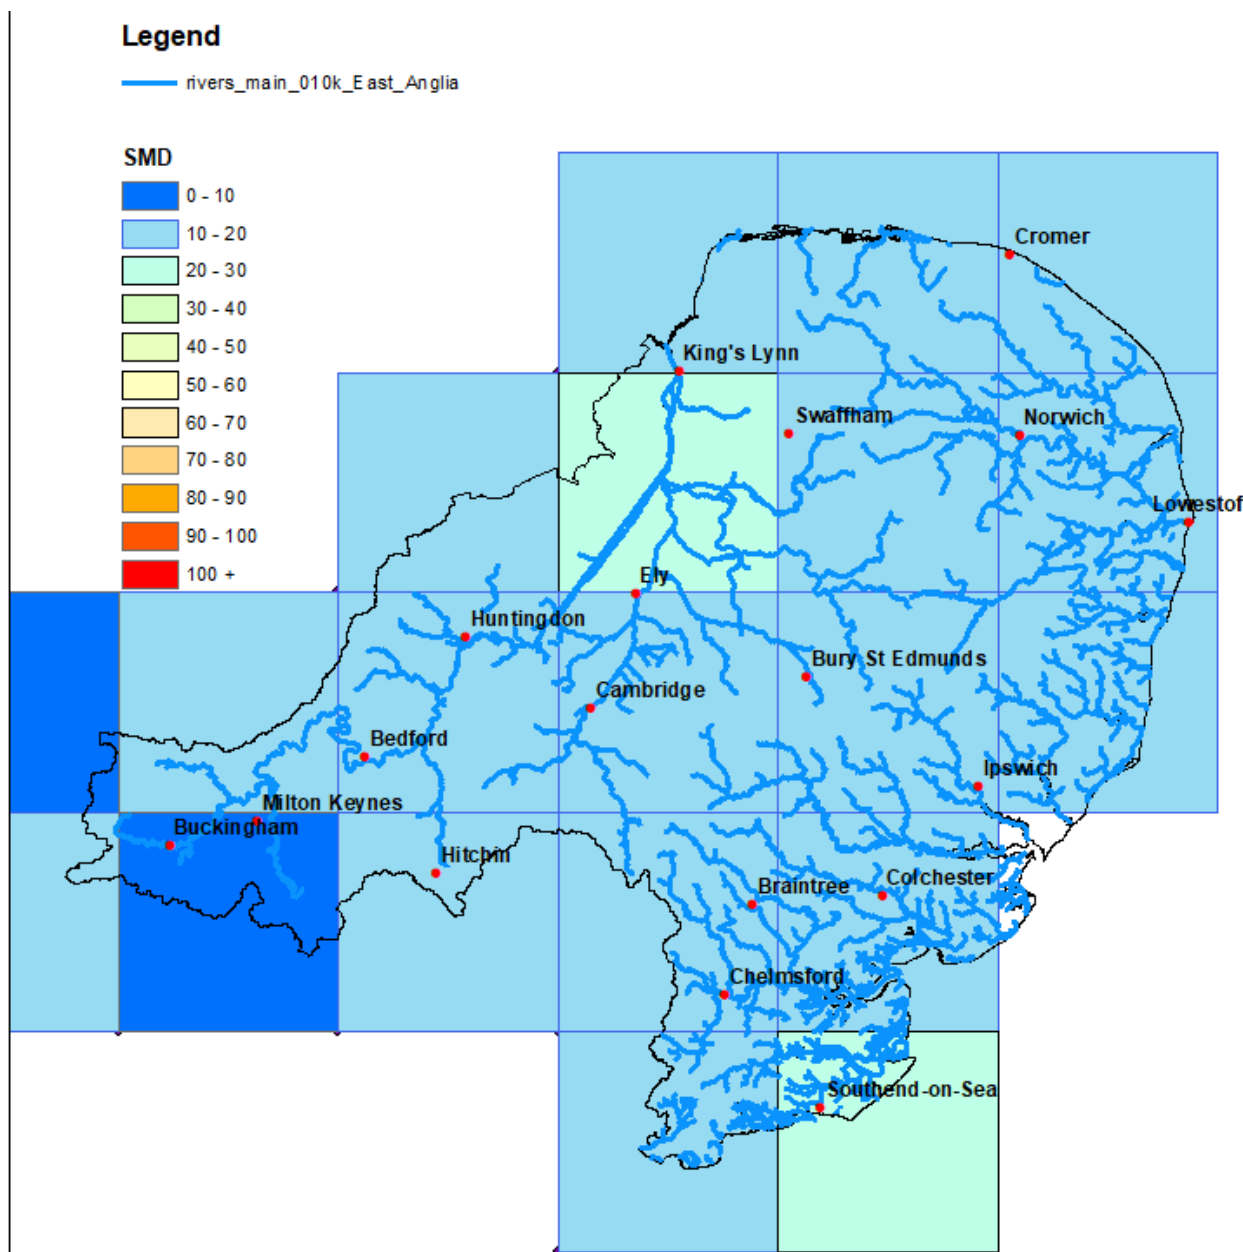 Legend
rivers_main_010k_East_Anglia
SMD
0 - 10
10 - 20
20 - 30
30 - 40
40 - 50
50 - 60
60 - 70
70 - 80
80 - 90
90 - 100
100 +
Cromer
King's Lynn
Swaffham
Norwich
Lowestof
Ely
Huntingdon
Bury St Edmunds
Cambridge
Bedford
Ipswich
Milton Keynes
Buckingham
Hitchin
Braintree
Colchester
Chelmsford
Southend-on-Sea